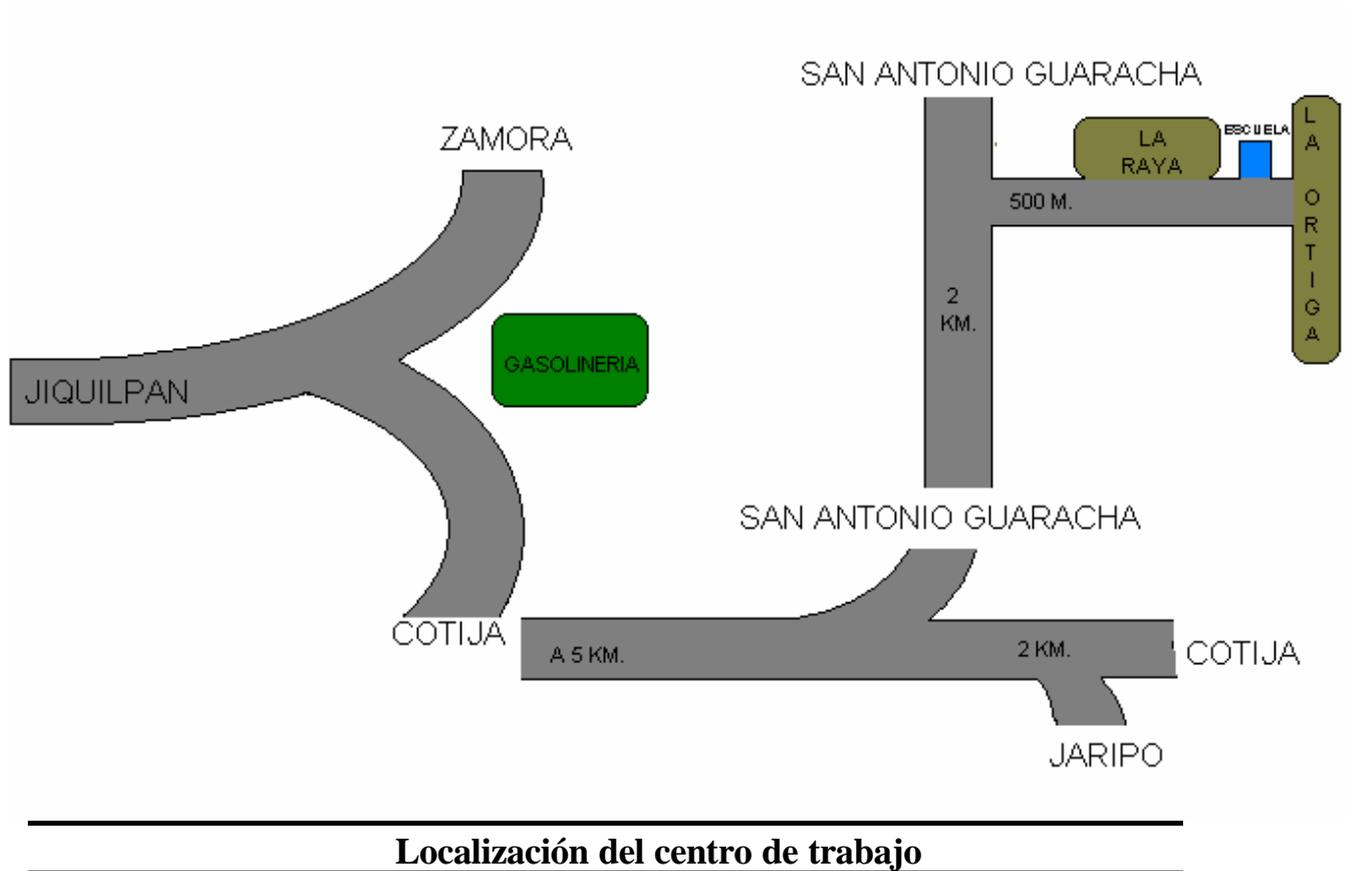 SAN ANTONIO GUARACHA
ZAMORA
LA
RAYA
ESCUELA
L
A
O
R
T
I
G
A
500 M.
2
KM.
GASOLINERIA
JIQUILPAN
SAN ANTONIO GUARACHA
COTIJA
A 5 KM.
2 KM.
COTIJA
JARIPO
Localización del centro de trabajo